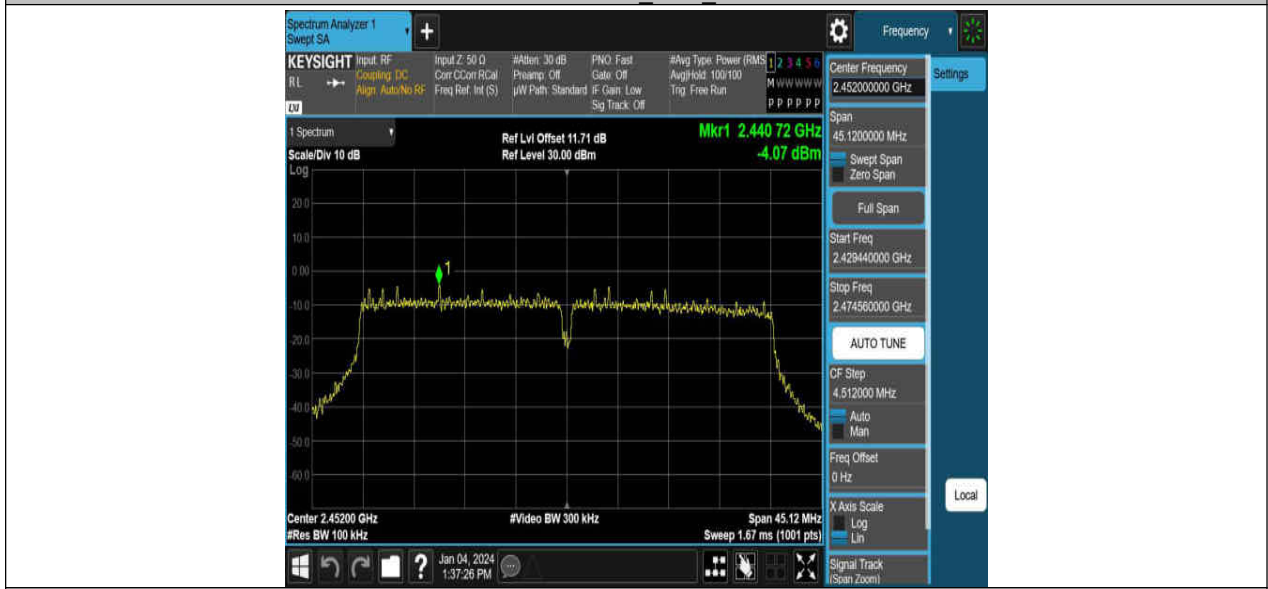 Spectrum Analyzer 1
Swept SA
+
Frequency
KEYSIGHT
RL
LXI
Input: RF
Coupling: DC
Align: Auto/No RF
Input Z: 50 Ω
Corr CCorr RCal
Freq Ref: Int (S)
#Atten: 30 dB
Preamp: Off
µW Path: Standard
PNO: Fast
Gate: Off
IF Gain: Low
Sig Track: Off
#Avg Type: Power (RMS
Avg|Hold: 100/100
Trig: Free Run
1 2 3 4 5 6
M W W W W W
P P P P P P
1 Spectrum
Scale/Div 10 dB
Log
Ref Lvl Offset 11.71 dB
Ref Level 30.00 dBm
Mkr1 2.440 72 GHz
-4.07 dBm
20.0
10.0
0.00
-10.0
-20.0
-30.0
-40.0
-50.0
-60.0
1
Center 2.45200 GHz
#Res BW 100 kHz
#Video BW 300 kHz
Span 45.12 MHz
Sweep 1.67 ms (1001 pts)
?
Jan 04, 2024
1:37:26 PM
Center Frequency
2.452000000 GHz
Settings
Span
45.1200000 MHz
Swept Span
Zero Span
Full Span
Start Freq
2.429440000 GHz
Stop Freq
2.474560000 GHz
AUTO TUNE
CF Step
4.512000 MHz
Auto
Man
Freq Offset
0 Hz
X Axis Scale
Log
Lin
Local
Signal Track
(Span Zoom)